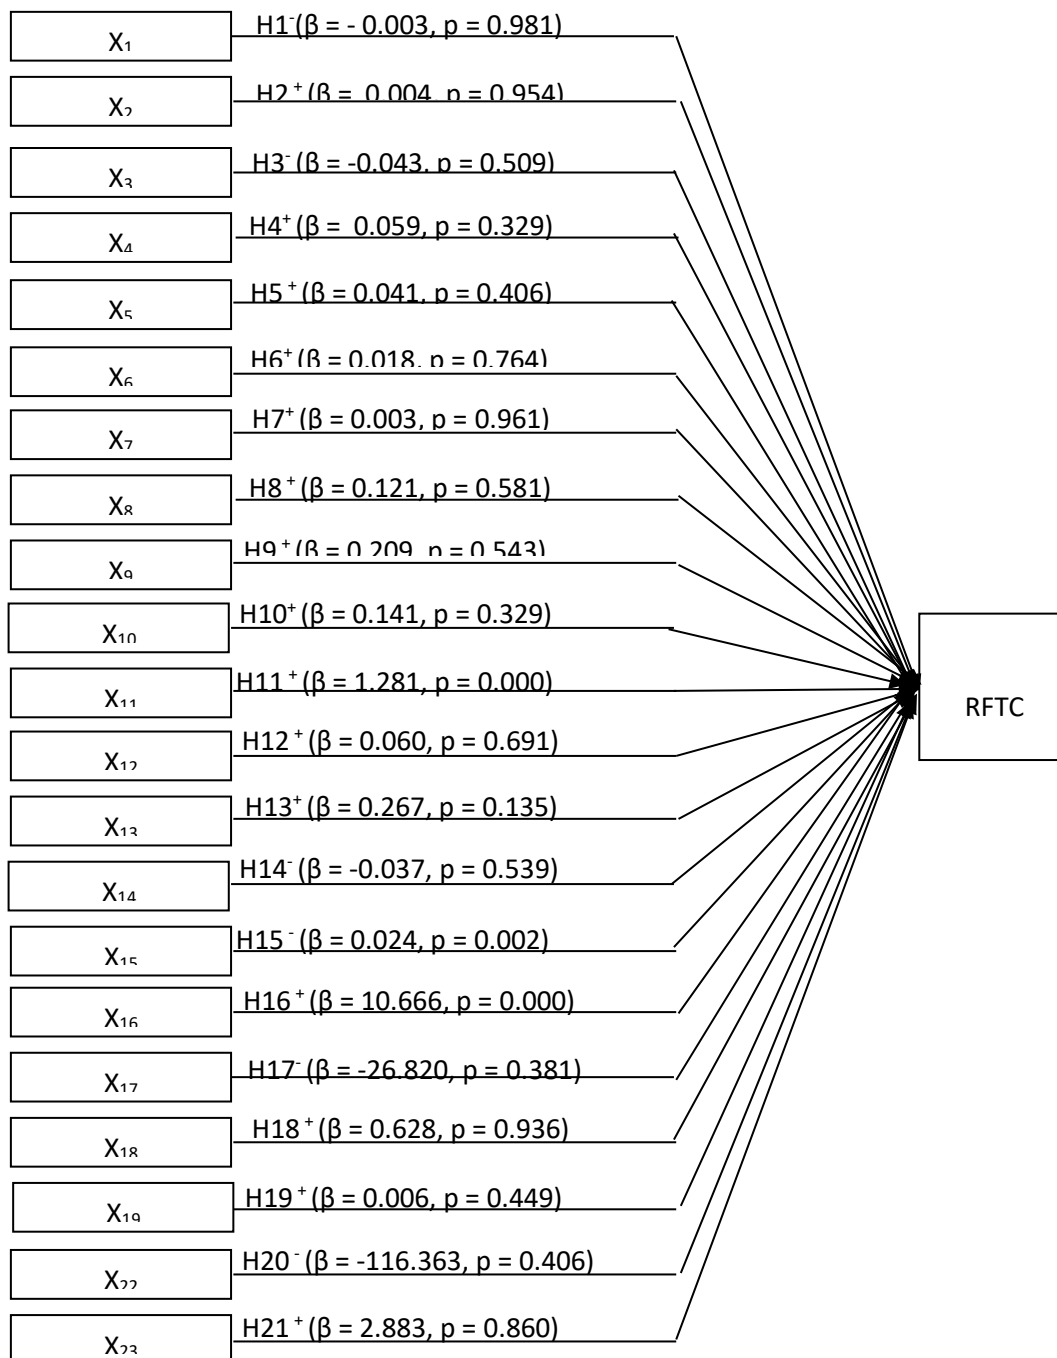 X₁ H1⁻(β = - 0.003, p = 0.981)
X₂ H2 ⁺ (β = 0.004, p = 0.954)
X₃ H3⁻ (β = -0.043, p = 0.509)
X₄ H4⁺ (β = 0.059, p = 0.329)
X₅ H5 ⁺ (β = 0.041, p = 0.406)
X₆ H6⁺ (β = 0.018, p = 0.764)
X₇ H7⁺ (β = 0.003, p = 0.961)
X₈ H8 ⁺ (β = 0.121, p = 0.581)
X₉ H9 ⁺ (β = 0.209, p = 0.543)
X₁₀ H10⁺ (β = 0.141, p = 0.329)
X₁₁ H11 ⁺ (β = 1.281, p = 0.000)
RFTC
X₁₂ H12 ⁺ (β = 0.060, p = 0.691)
X₁₃ H13⁺ (β = 0.267, p = 0.135)
X₁₄ H14⁻ (β = -0.037, p = 0.539)
X₁₅ H15 ⁻ (β = 0.024, p = 0.002)
X₁₆ H16 ⁺ (β = 10.666, p = 0.000)
X₁₇ H17⁻ (β = -26.820, p = 0.381)
X₁₈ H18 ⁺ (β = 0.628, p = 0.936)
X₁₉ H19 ⁺ (β = 0.006, p = 0.449)
X₂₂ H20 ⁻ (β = -116.363, p = 0.406)
X₂₃ H21 ⁺ (β = 2.883, p = 0.860)